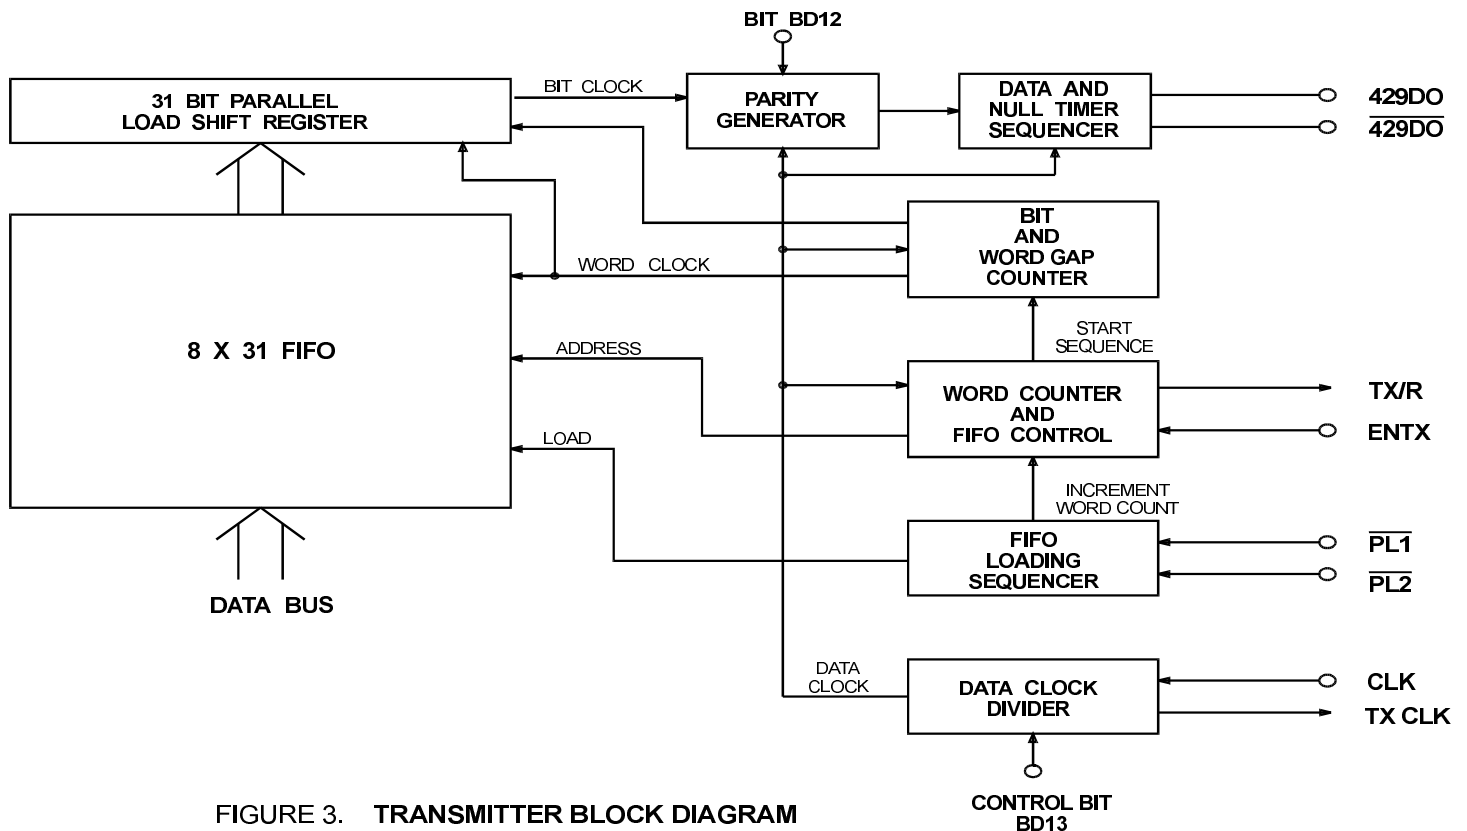 BIT BD12
31 BIT PARALLEL
LOAD SHIFT REGISTER
BIT CLOCK
PARITY
GENERATOR
DATA AND
NULL TIMER
SEQUENCER
429DO
429DO
BIT
AND
WORD GAP
COUNTER
WORD CLOCK
8 X 31 FIFO
START
SEQUENCE
ADDRESS
WORD COUNTER
AND
FIFO CONTROL
TX/R
ENTX
LOAD
INCREMENT
WORD COUNT
FIFO
LOADING
SEQUENCER
PL1
PL2
DATA BUS
DATA
CLOCK
DATA CLOCK
DIVIDER
CLK
TX CLK
CONTROL BIT
BD13
FIGURE 3. TRANSMITTER BLOCK DIAGRAM